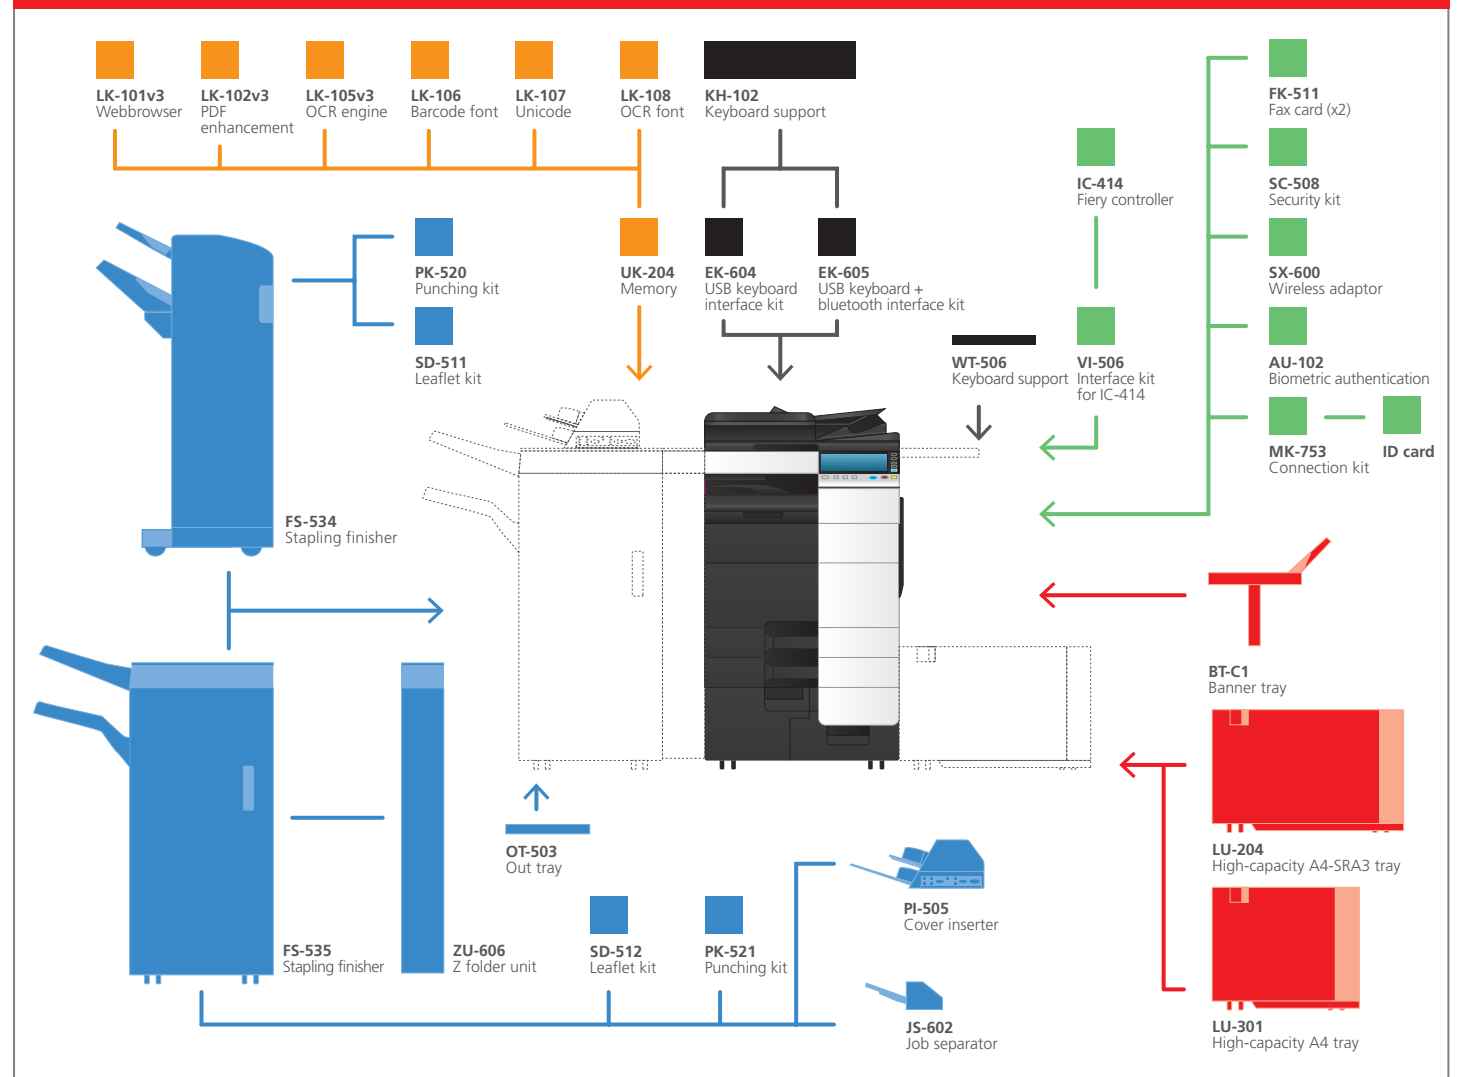 LK-101v3
Webbrowser
LK-102v3
PDF
enhancement
LK-105v3
OCR engine
LK-106
Barcode font
LK-107
Unicode
LK-108
OCR font
KH-102
Keyboard support
FK-511
Fax card (x2)
IC-414
Fiery controller
SC-508
Security kit
PK-520
Punching kit
UK-204
Memory
EK-604
USB keyboard
interface kit
EK-605
USB keyboard +
bluetooth interface kit
SX-600
Wireless adaptor
SD-511
Leaflet kit
WT-506
Keyboard support
VI-506
Interface kit
for IC-414
AU-102
Biometric authentication
MK-753
Connection kit
ID card
FS-534
Stapling finisher
BT-C1
Banner tray
OT-503
Out tray
LU-204
High-capacity A4-SRA3 tray
PI-505
Cover inserter
FS-535
Stapling finisher
ZU-606
Z folder unit
SD-512
Leaflet kit
PK-521
Punching kit
JS-602
Job separator
LU-301
High-capacity A4 tray